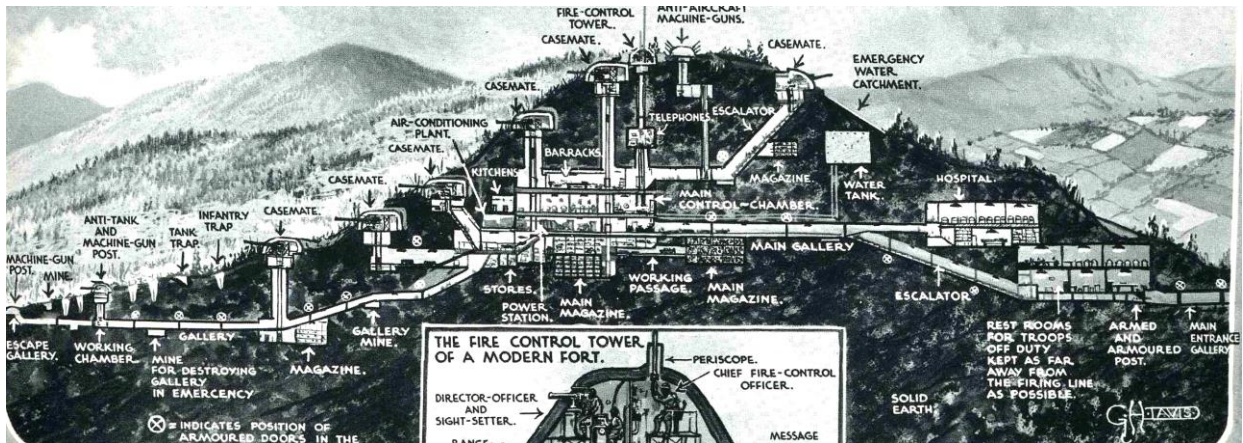 FIRE-CONTROL
TOWER.
ANTI-AIRCRAFT
MACHINE-GUNS.
CASEMATE.
CASEMATE.
EMERGENCY
WATER
CATCHMENT.
CASEMATE.
AIR-CONDITIONING
PLANT.
CASEMATE.
TELEPHONES.
ESCALATOR
BARRACKS.
KITCHENS
MAGAZINE.
WATER
TANK.
HOSPITAL.
CASEMATE.
MAIN
CONTROL-CHAMBER.
ANTI-TANK
AND
MACHINE-GUN
POST.
TANK
TRAP.
INFANTRY
TRAP.
CASEMATE.
MAIN GALLERY
MACHINE-GUN
POST.
MINE.
STORES.
POWER
STATION.
MAIN
MAGAZINE.
WORKING
PASSAGE.
MAIN
MAGAZINE.
ESCALATOR
ESCAPE
GALLERY.
WORKING
CHAMBER.
GALLERY
MINE
FOR DESTROYING
GALLERY
IN EMERGENCY
MAGAZINE.
GALLERY
MINE.
REST ROOMS
FOR TROOPS
OFF DUTY
KEPT AS FAR
AWAY FROM
THE FIRING LINE
AS POSSIBLE.
ARMED
AND
ARMOURED
POST.
MAIN
ENTRANCE
GALLERY
THE FIRE CONTROL TOWER
OF A MODERN FORT.
PERISCOPE.
CHIEF FIRE-CONTROL
OFFICER.
DIRECTOR-OFFICER
AND
SIGHT-SETTER.
MESSAGE
SOLID
EARTH
= INDICATES POSITION OF
ARMOURED DOORS IN THE